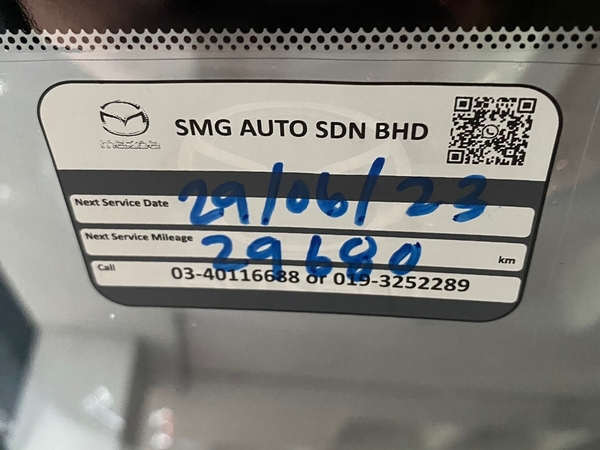 mazda
SMG AUTO SDN BHD
Next Service Date 29/06/23
Next Service Mileage 29680 km
Call 03-40116688 or 019-3252289